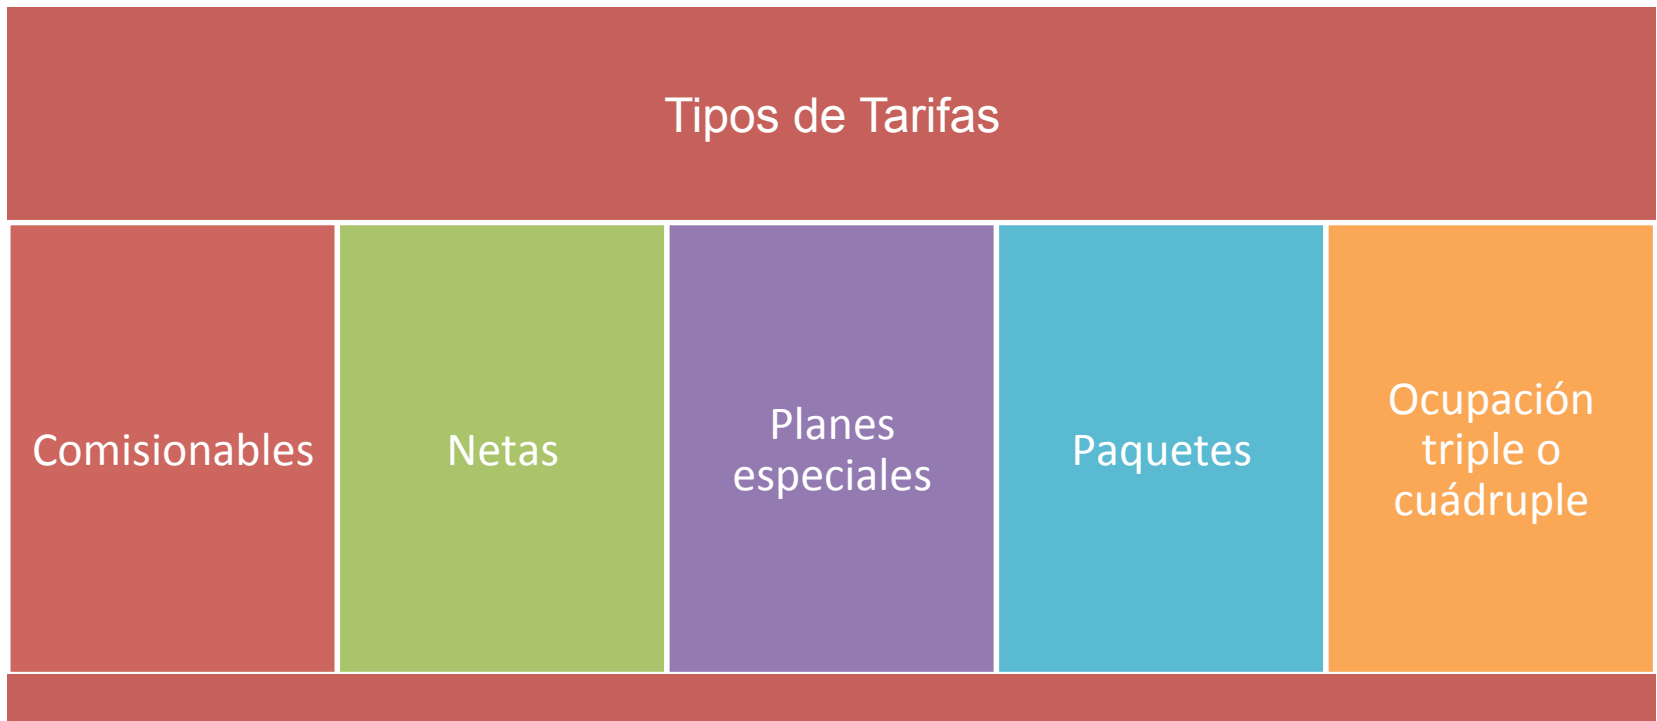 Tipos de Tarifas
Comisionables
Netas
Planes
especiales
Paquetes
Ocupación
triple o
cuádruple